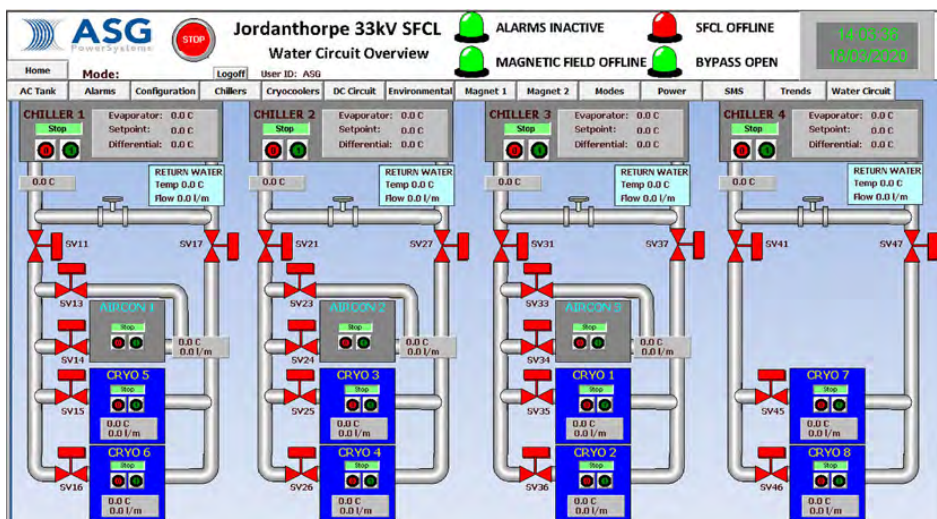 ASG
PowerSystems
STOP
Jordanthorpe 33kV SFCL
Water Circuit Overview
ALARMS INACTIVE
SFCL OFFLINE
MAGNETIC FIELD OFFLINE
BYPASS OPEN
Home
Mode:
Logoff
User ID: ASG
AC Tank Alarms Configuration Chillers Cryocoolers DC Circuit Environmental Magnet 1 Magnet 2 Modes Power SMS Trends Water Circuit
CHILLER 1
Stop
Evaporator: 0.0 C
Setpoint: 0.0 C
Differential: 0.0 C
0.0 C
RETURN WATER
Temp 0.0 C
Flow 0.0 l/m
SV11
SV17
SV13
AIRCON 1
Stop
SV14
0.0 C
0.0 l/m
CRYO 5
Stop
SV15
0.0 C
0.0 l/m
CRYO 6
Stop
SV16
0.0 C
0.0 l/m
CHILLER 2
Stop
Evaporator: 0.0 C
Setpoint: 0.0 C
Differential: 0.0 C
0.0 C
RETURN WATER
Temp 0.0 C
Flow 0.0 l/m
SV21
SV27
SV23
AIRCON 2
Stop
SV24
0.0 C
0.0 l/m
CRYO 3
Stop
SV25
0.0 C
0.0 l/m
CRYO 4
Stop
SV26
0.0 C
0.0 l/m
CHILLER 3
Stop
Evaporator: 0.0 C
Setpoint: 0.0 C
Differential: 0.0 C
0.0 C
RETURN WATER
Temp 0.0 C
Flow 0.0 l/m
SV31
SV37
SV33
AIRCON 3
Stop
SV34
0.0 C
0.0 l/m
CRYO 1
Stop
SV35
0.0 C
0.0 l/m
CRYO 2
Stop
SV36
0.0 C
0.0 l/m
CHILLER 4
Stop
Evaporator: 0.0 C
Setpoint: 0.0 C
Differential: 0.0 C
0.0 C
RETURN WATER
Temp 0.0 C
Flow 0.0 l/m
SV41
SV47
CRYO 7
Stop
SV45
0.0 C
0.0 l/m
CRYO 8
Stop
SV46
0.0 C
0.0 l/m